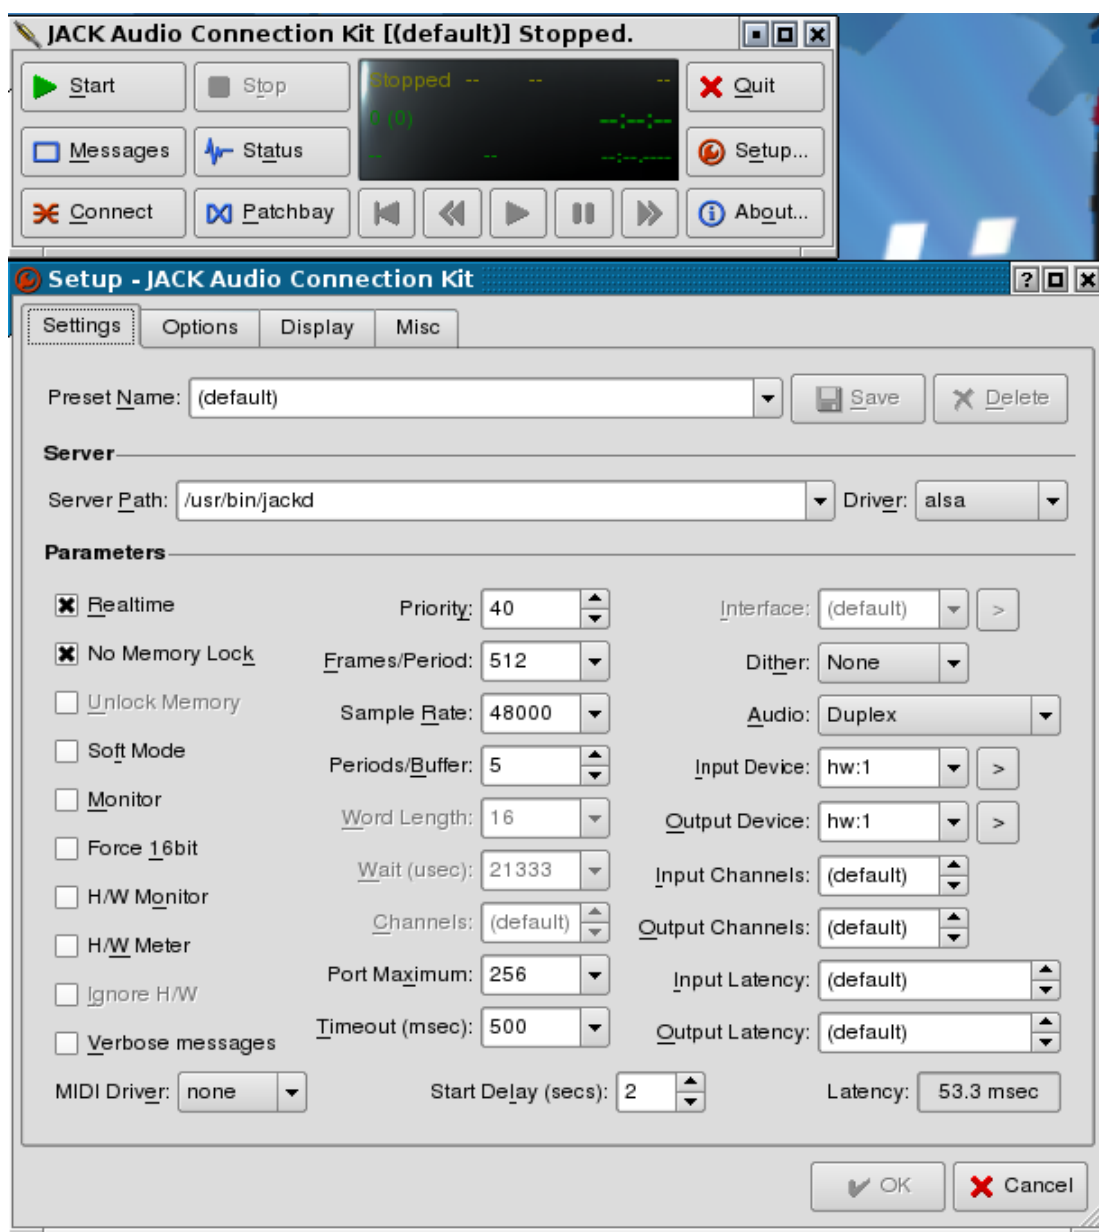 JACK Audio Connection Kit [(default)] Stopped.
Start Stop Stopped -- -- -- Quit
0 (0) --:--:--
Messages Status -- -- --:--.---- Setup...
Connect Patchbay About...
Setup - JACK Audio Connection Kit
Settings Options Display Misc
Preset Name: (default) Save Delete
Server
Server Path: /usr/bin/jackd Driver: alsa
Parameters
Realtime Priority: 40 Interface: (default) >
No Memory Lock Frames/Period: 512 Dither: None
Unlock Memory Sample Rate: 48000 Audio: Duplex
Soft Mode Periods/Buffer: 5 Input Device: hw:1 >
Monitor Word Length: 16 Output Device: hw:1 >
Force 16bit Wait (usec): 21333 Input Channels: (default)
H/W Monitor Channels: (default) Output Channels: (default)
H/W Meter Port Maximum: 256 Input Latency: (default)
Ignore H/W Timeout (msec): 500 Output Latency: (default)
Verbose messages
MIDI Driver: none Start Delay (secs): 2 Latency: 53.3 msec
OK Cancel